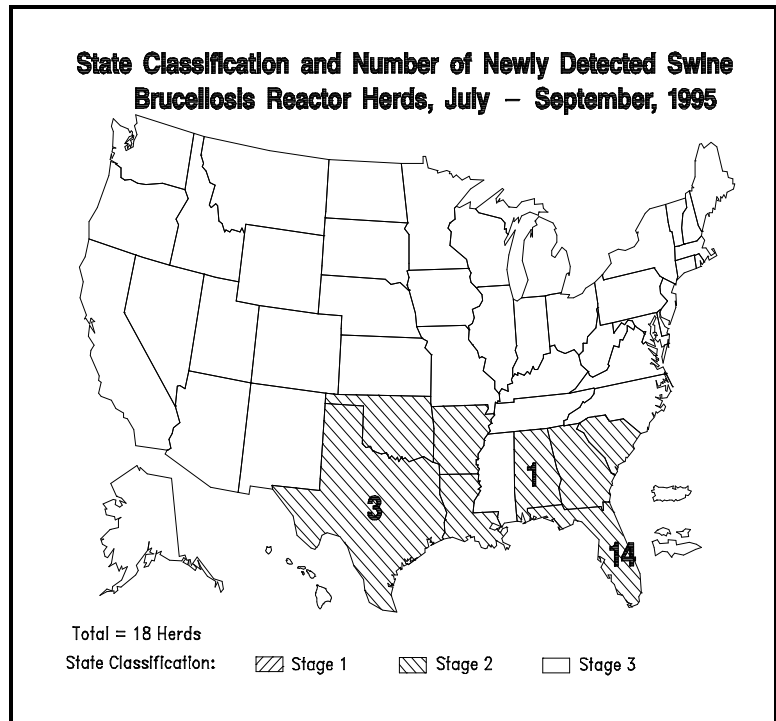 State Classification and Number of Newly Detected Swine
Brucellosis Reactor Herds, July – September, 1995
1
3
14
Total = 18 Herds
State Classification: Stage 1 Stage 2 Stage 3